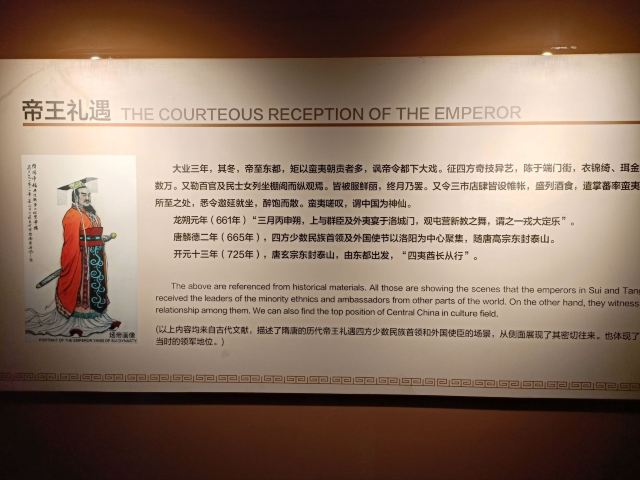 帝王礼遇 THE COURTEOUS RECEPTION OF THE EMPEROR
大业三年，其冬，帝至东都，矩以蛮夷朝贡者多，讽帝令都下大戏。征四方奇技异艺，陈于端门街，衣锦绮、珥金
数万。又勒百官及民士女列坐棚阁而纵观焉。皆被服鲜丽，终月乃罢。又令三市店肆皆设帷帐，盛列酒食，遣掌蕃率蛮夷
所至之处，悉令邀延就坐，醉饱而散。蛮夷嗟叹，谓中国为神仙。
龙朔元年（661年）“三月丙申朔，上与群臣及外夷宴于洛城门，观屯营新教之舞，谓之一戎大定乐”。
唐麟德二年（665年），四方少数民族首领及外国使节以洛阳为中心聚集，随唐高宗东封泰山。
开元十三年（725年），唐玄宗东封泰山，由东都出发，“四夷酋长从行”。
The above are referenced from historical materials. All those are showing the scenes that the emperors in Sui and Tang
received the leaders of the minority ethnics and ambassadors from other parts of the world. On the other hand, they witness
relationship among them. We can also find the top position of Central China in culture field.
(以上内容均来自古代文献，描述了隋唐的历代帝王礼遇四方少数民族首领和外国使臣的场景，从侧面展现了其密切往来。也体现了
当时的领军地位。)
炀帝画像
PORTRAIT OF THE EMPEROR YANG OF SUI DYNASTY